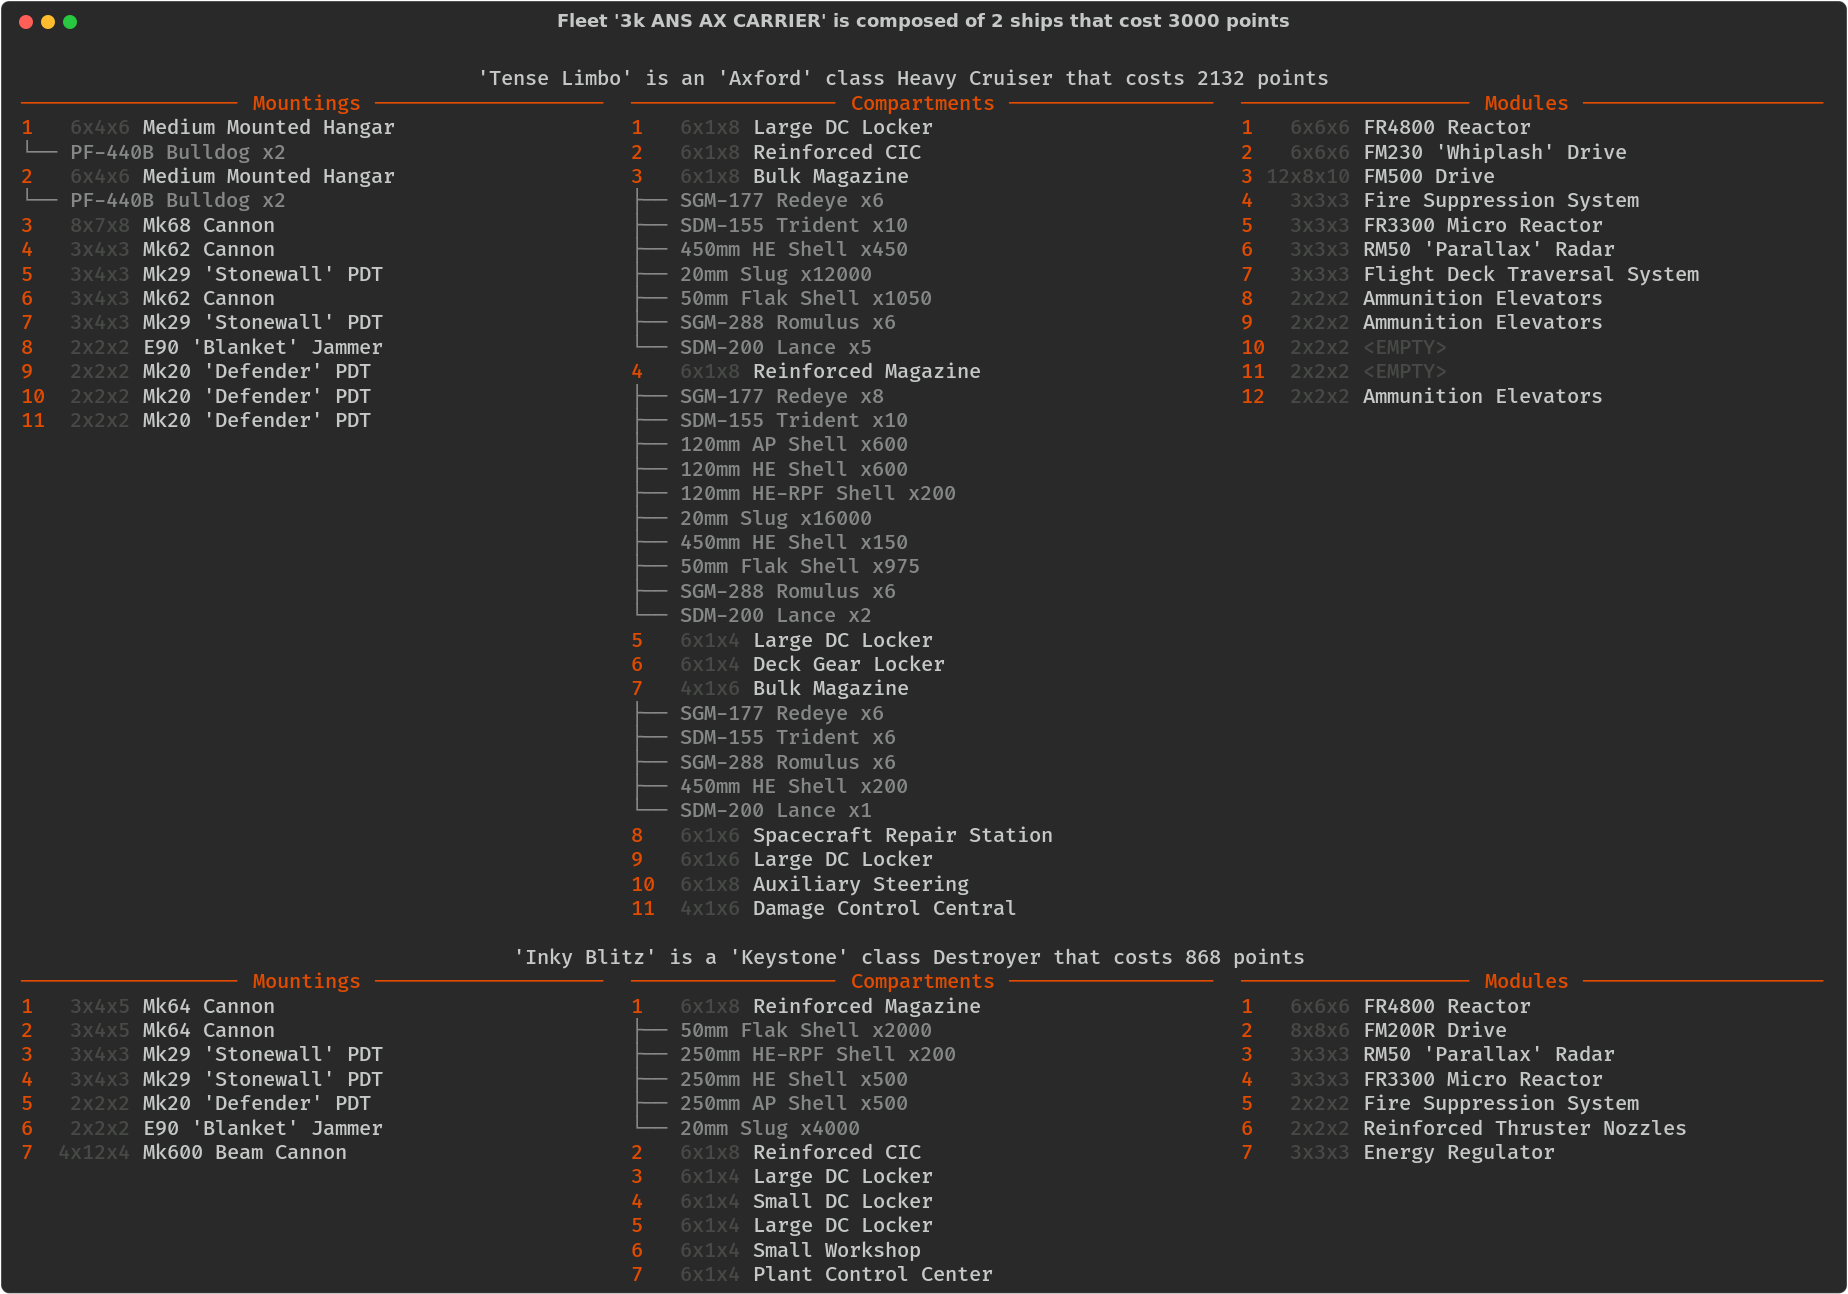 Fleet '3k ANS AX CARRIER' is composed of 2 ships that cost 3000 points
'Tense Limbo' is an 'Axford' class Heavy Cruiser that costs 2132 points
Mountings
1 6x4x6 Medium Mounted Hangar
PF-440B Bulldog x2
2 6x4x6 Medium Mounted Hangar
PF-440B Bulldog x2
3 8x7x8 Mk68 Cannon
4 3x4x3 Mk62 Cannon
5 3x4x3 Mk29 'Stonewall' PDT
6 3x4x3 Mk62 Cannon
7 3x4x3 Mk29 'Stonewall' PDT
8 2x2x2 E90 'Blanket' Jammer
9 2x2x2 Mk20 'Defender' PDT
10 2x2x2 Mk20 'Defender' PDT
11 2x2x2 Mk20 'Defender' PDT
Compartments
1 6x1x8 Large DC Locker
2 6x1x8 Reinforced CIC
3 6x1x8 Bulk Magazine
SGM-177 Redeye x6
SDM-155 Trident x10
450mm HE Shell x450
20mm Slug x12000
50mm Flak Shell x1050
SGM-288 Romulus x6
SDM-200 Lance x5
4 6x1x8 Reinforced Magazine
SGM-177 Redeye x8
SDM-155 Trident x10
120mm AP Shell x600
120mm HE Shell x600
120mm HE-RPF Shell x200
20mm Slug x16000
450mm HE Shell x150
50mm Flak Shell x975
SGM-288 Romulus x6
SDM-200 Lance x2
5 6x1x4 Large DC Locker
6 6x1x4 Deck Gear Locker
7 4x1x6 Bulk Magazine
SGM-177 Redeye x6
SDM-155 Trident x6
SGM-288 Romulus x6
450mm HE Shell x200
SDM-200 Lance x1
8 6x1x6 Spacecraft Repair Station
9 6x1x6 Large DC Locker
10 6x1x8 Auxiliary Steering
11 4x1x6 Damage Control Central
Modules
1 6x6x6 FR4800 Reactor
2 6x6x6 FM230 'Whiplash' Drive
3 12x8x10 FM500 Drive
4 3x3x3 Fire Suppression System
5 3x3x3 FR3300 Micro Reactor
6 3x3x3 RM50 'Parallax' Radar
7 3x3x3 Flight Deck Traversal System
8 2x2x2 Ammunition Elevators
9 2x2x2 Ammunition Elevators
10 2x2x2 <EMPTY>
11 2x2x2 <EMPTY>
12 2x2x2 Ammunition Elevators
'Inky Blitz' is a 'Keystone' class Destroyer that costs 868 points
Mountings
1 3x4x5 Mk64 Cannon
2 3x4x5 Mk64 Cannon
3 3x4x3 Mk29 'Stonewall' PDT
4 3x4x3 Mk29 'Stonewall' PDT
5 2x2x2 Mk20 'Defender' PDT
6 2x2x2 E90 'Blanket' Jammer
7 4x12x4 Mk600 Beam Cannon
Compartments
1 6x1x8 Reinforced Magazine
50mm Flak Shell x2000
250mm HE-RPF Shell x200
250mm HE Shell x500
250mm AP Shell x500
20mm Slug x4000
2 6x1x8 Reinforced CIC
3 6x1x4 Large DC Locker
4 6x1x4 Small DC Locker
5 6x1x4 Large DC Locker
6 6x1x4 Small Workshop
7 6x1x4 Plant Control Center
Modules
1 6x6x6 FR4800 Reactor
2 8x8x6 FM200R Drive
3 3x3x3 RM50 'Parallax' Radar
4 3x3x3 FR3300 Micro Reactor
5 2x2x2 Fire Suppression System
6 2x2x2 Reinforced Thruster Nozzles
7 3x3x3 Energy Regulator